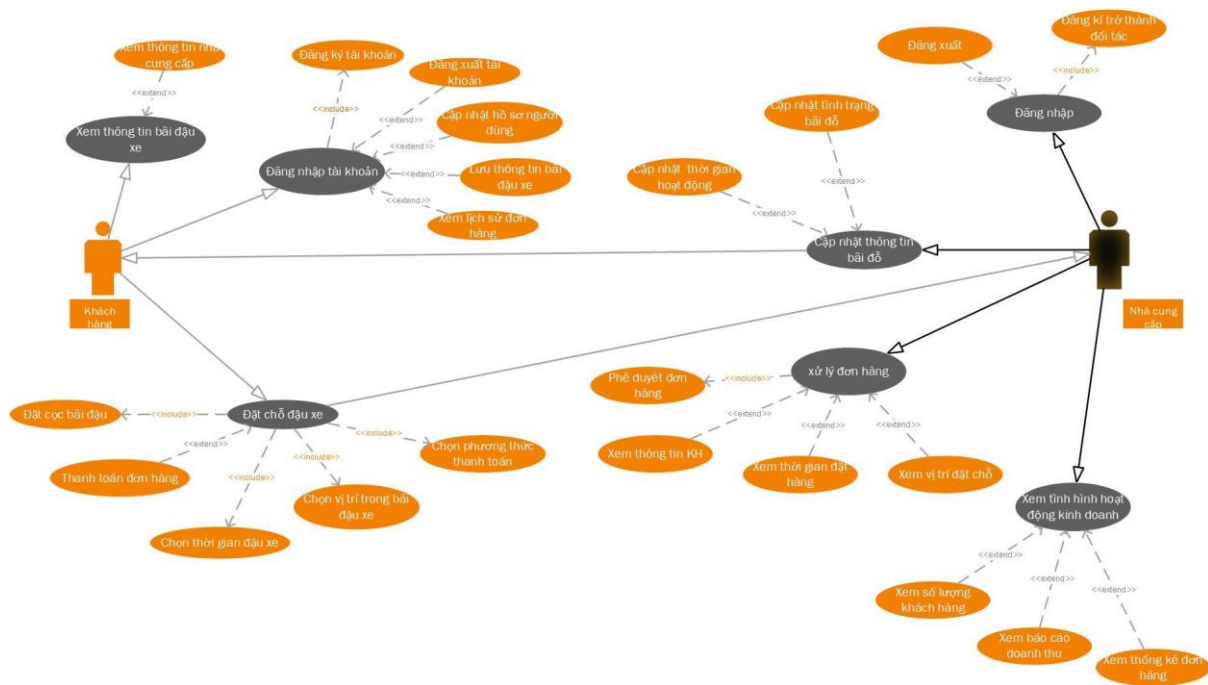 Xem thông tin nhà
cung cấp
<<extend>>
Xem thông tin bãi đậu
xe
Đăng ký tài khoản
<<include>>
Đăng xuất tài
khoản
<<extend>>
Cập nhật hồ sơ người
dùng
<<extend>>
Đăng nhập tài khoản
Lưu thông tin bãi
đậu xe
<<extend>>
Xem lịch sử đơn
hàng
<<extend>>
Khách
hàng
Đăng xuất
<<extend>>
Đăng kí trở thành
đối tác
<<include>>
Đăng nhập
Cập nhật tình trạng
bãi đỗ
<<extend>>
Cập nhật thời gian
hoạt động
<<extend>>
Cập nhật thông tin
bãi đỗ
Nhà cung
cấp
Đặt cọc bãi đậu
<<include>>
Đặt chỗ đậu xe
<<extend>>
Thanh toán đơn hàng
<<include>>
Chọn phương thức
thanh toán
<<include>>
Chọn vị trí trong bãi
đậu xe
<<include>>
Chọn thời gian đậu xe
Phê duyệt đơn
hàng
<<include>>
xử lý đơn hàng
<<extend>>
Xem thông tin KH
<<extend>>
Xem thời gian đặt
hàng
<<extend>>
Xem vị trí đặt chỗ
Xem tình hình hoạt
động kinh doanh
<<extend>>
Xem số lượng
khách hàng
<<extend>>
Xem báo cáo
doanh thu
<<extend>>
Xem thống kê đơn
hàng